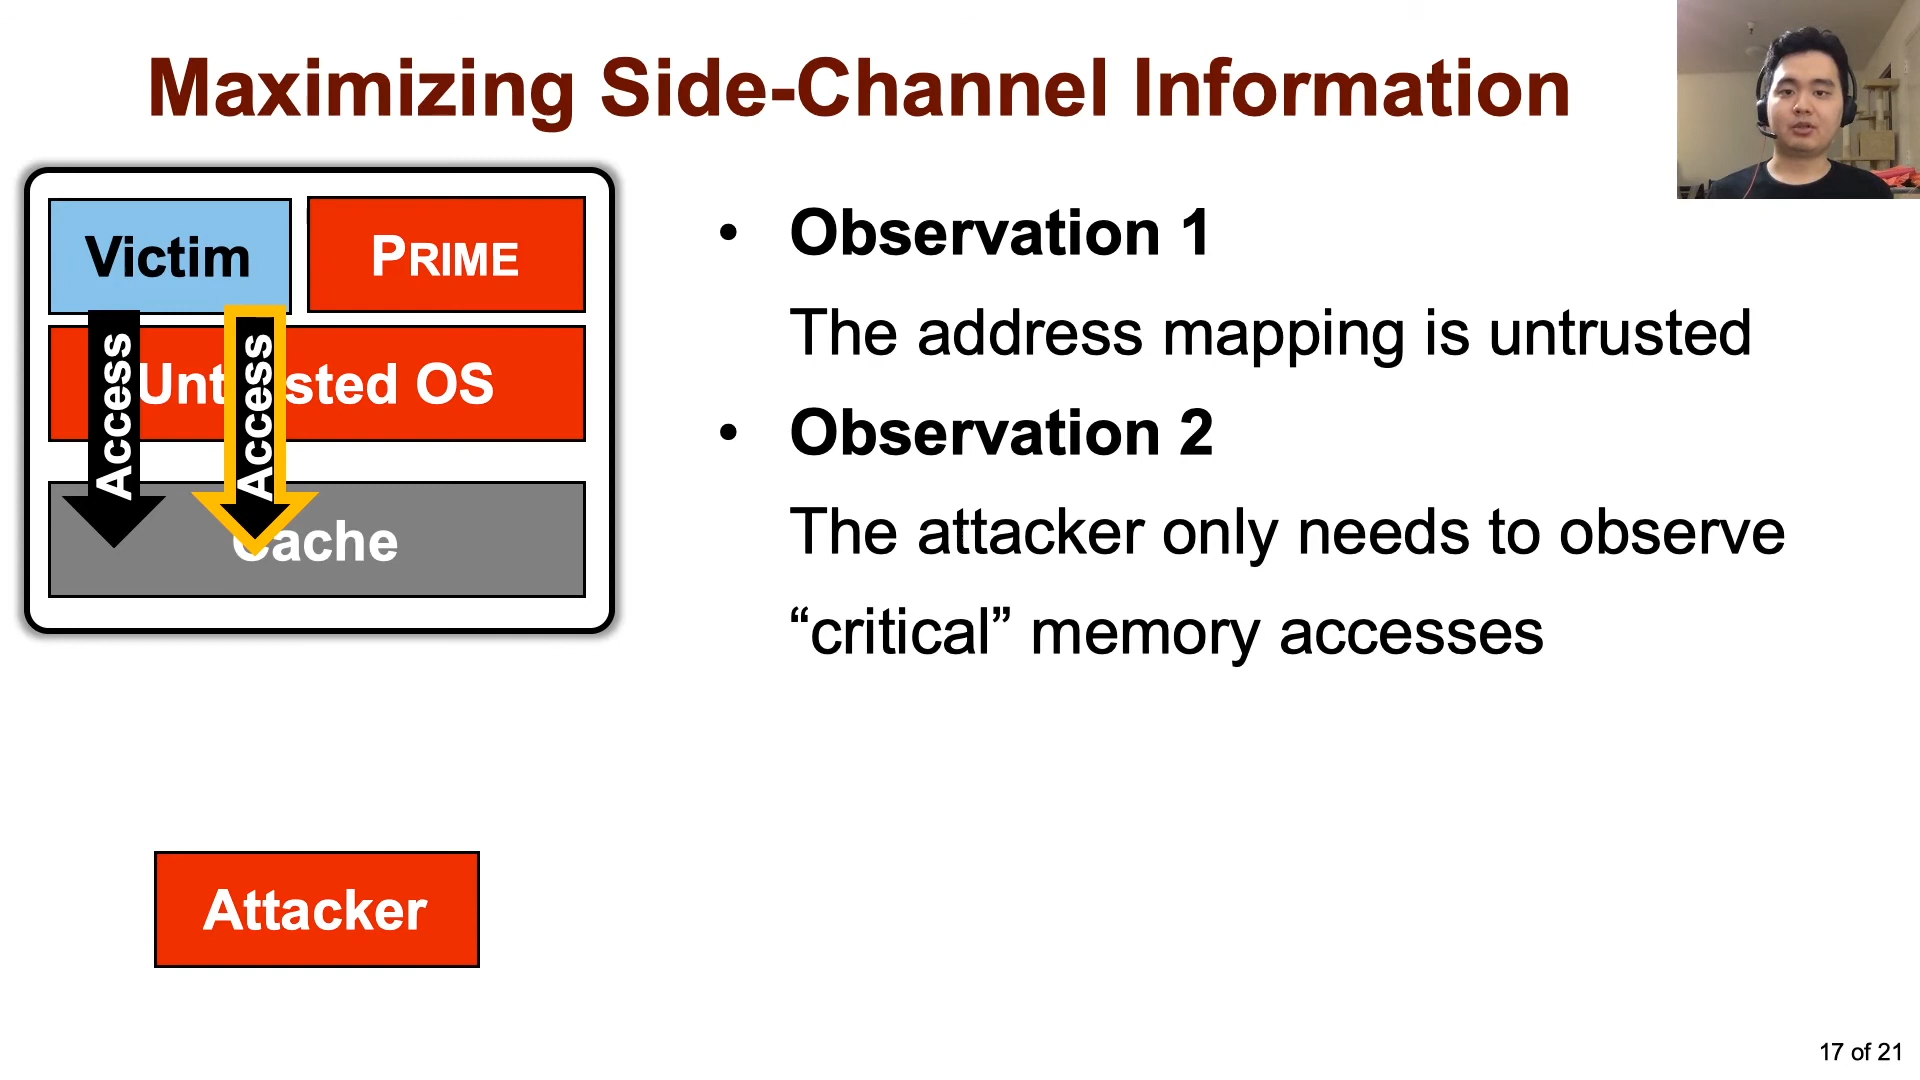 Maximizing Side-Channel Information
Victim
PRIME
Untrusted OS
Access
Access
Cache
• Observation 1
The address mapping is untrusted
• Observation 2
The attacker only needs to observe
“critical” memory accesses
Attacker
17 of 21